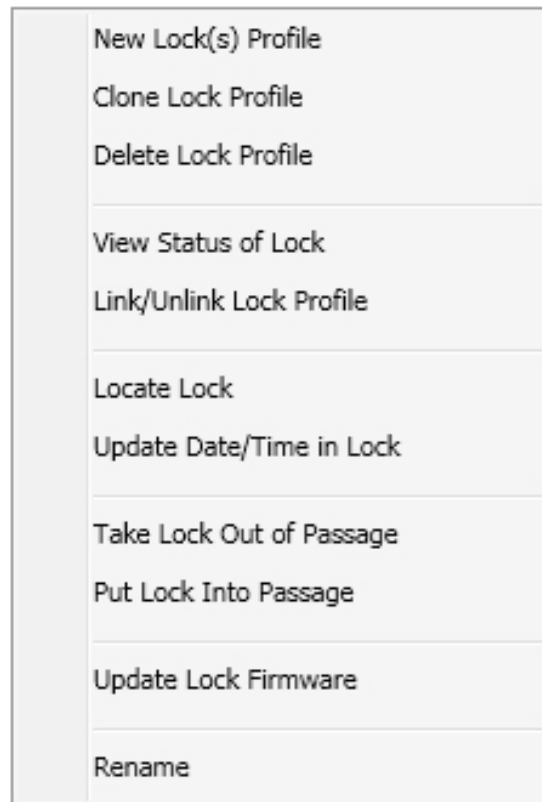 New Lock(s) Profile
Clone Lock Profile
Delete Lock Profile
View Status of Lock
Link/Unlink Lock Profile
Locate Lock
Update Date/Time in Lock
Take Lock Out of Passage
Put Lock Into Passage
Update Lock Firmware
Rename